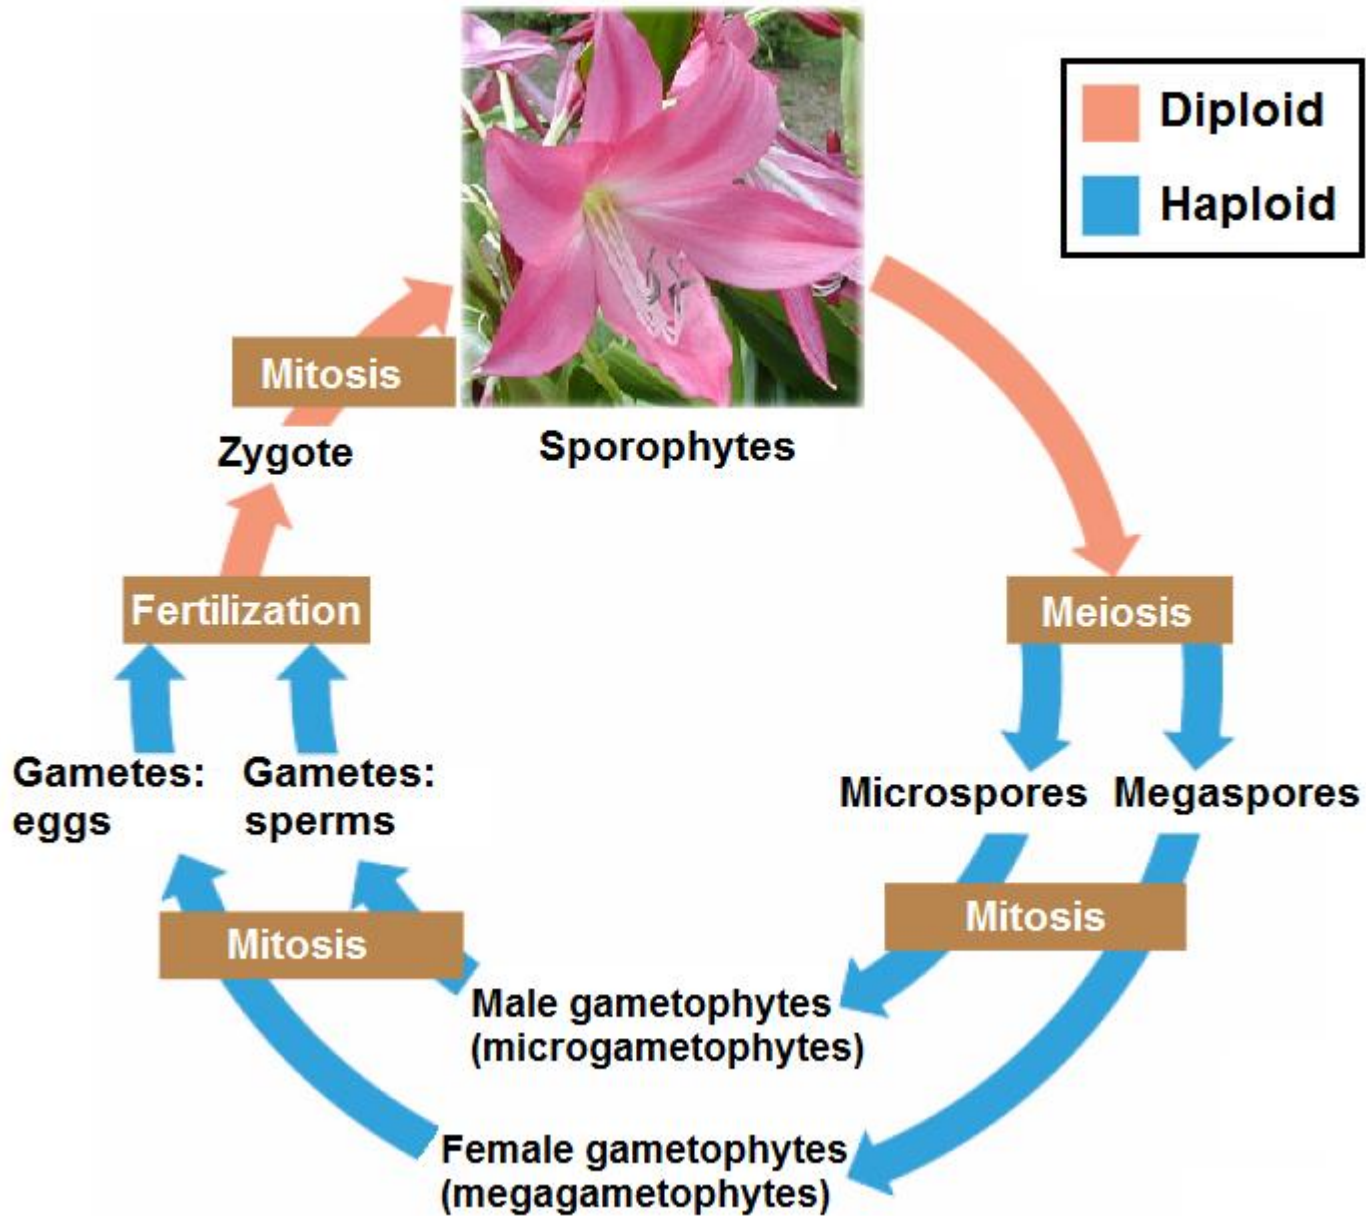 Diploid
Haploid
Mitosis
Zygote
Sporophytes
Fertilization
Meiosis
Gametes:
eggs
Gametes:
sperms
Microspores
Megaspores
Mitosis
Mitosis
Male gametophytes
(microgametophytes)
Female gametophytes
(megagametophytes)